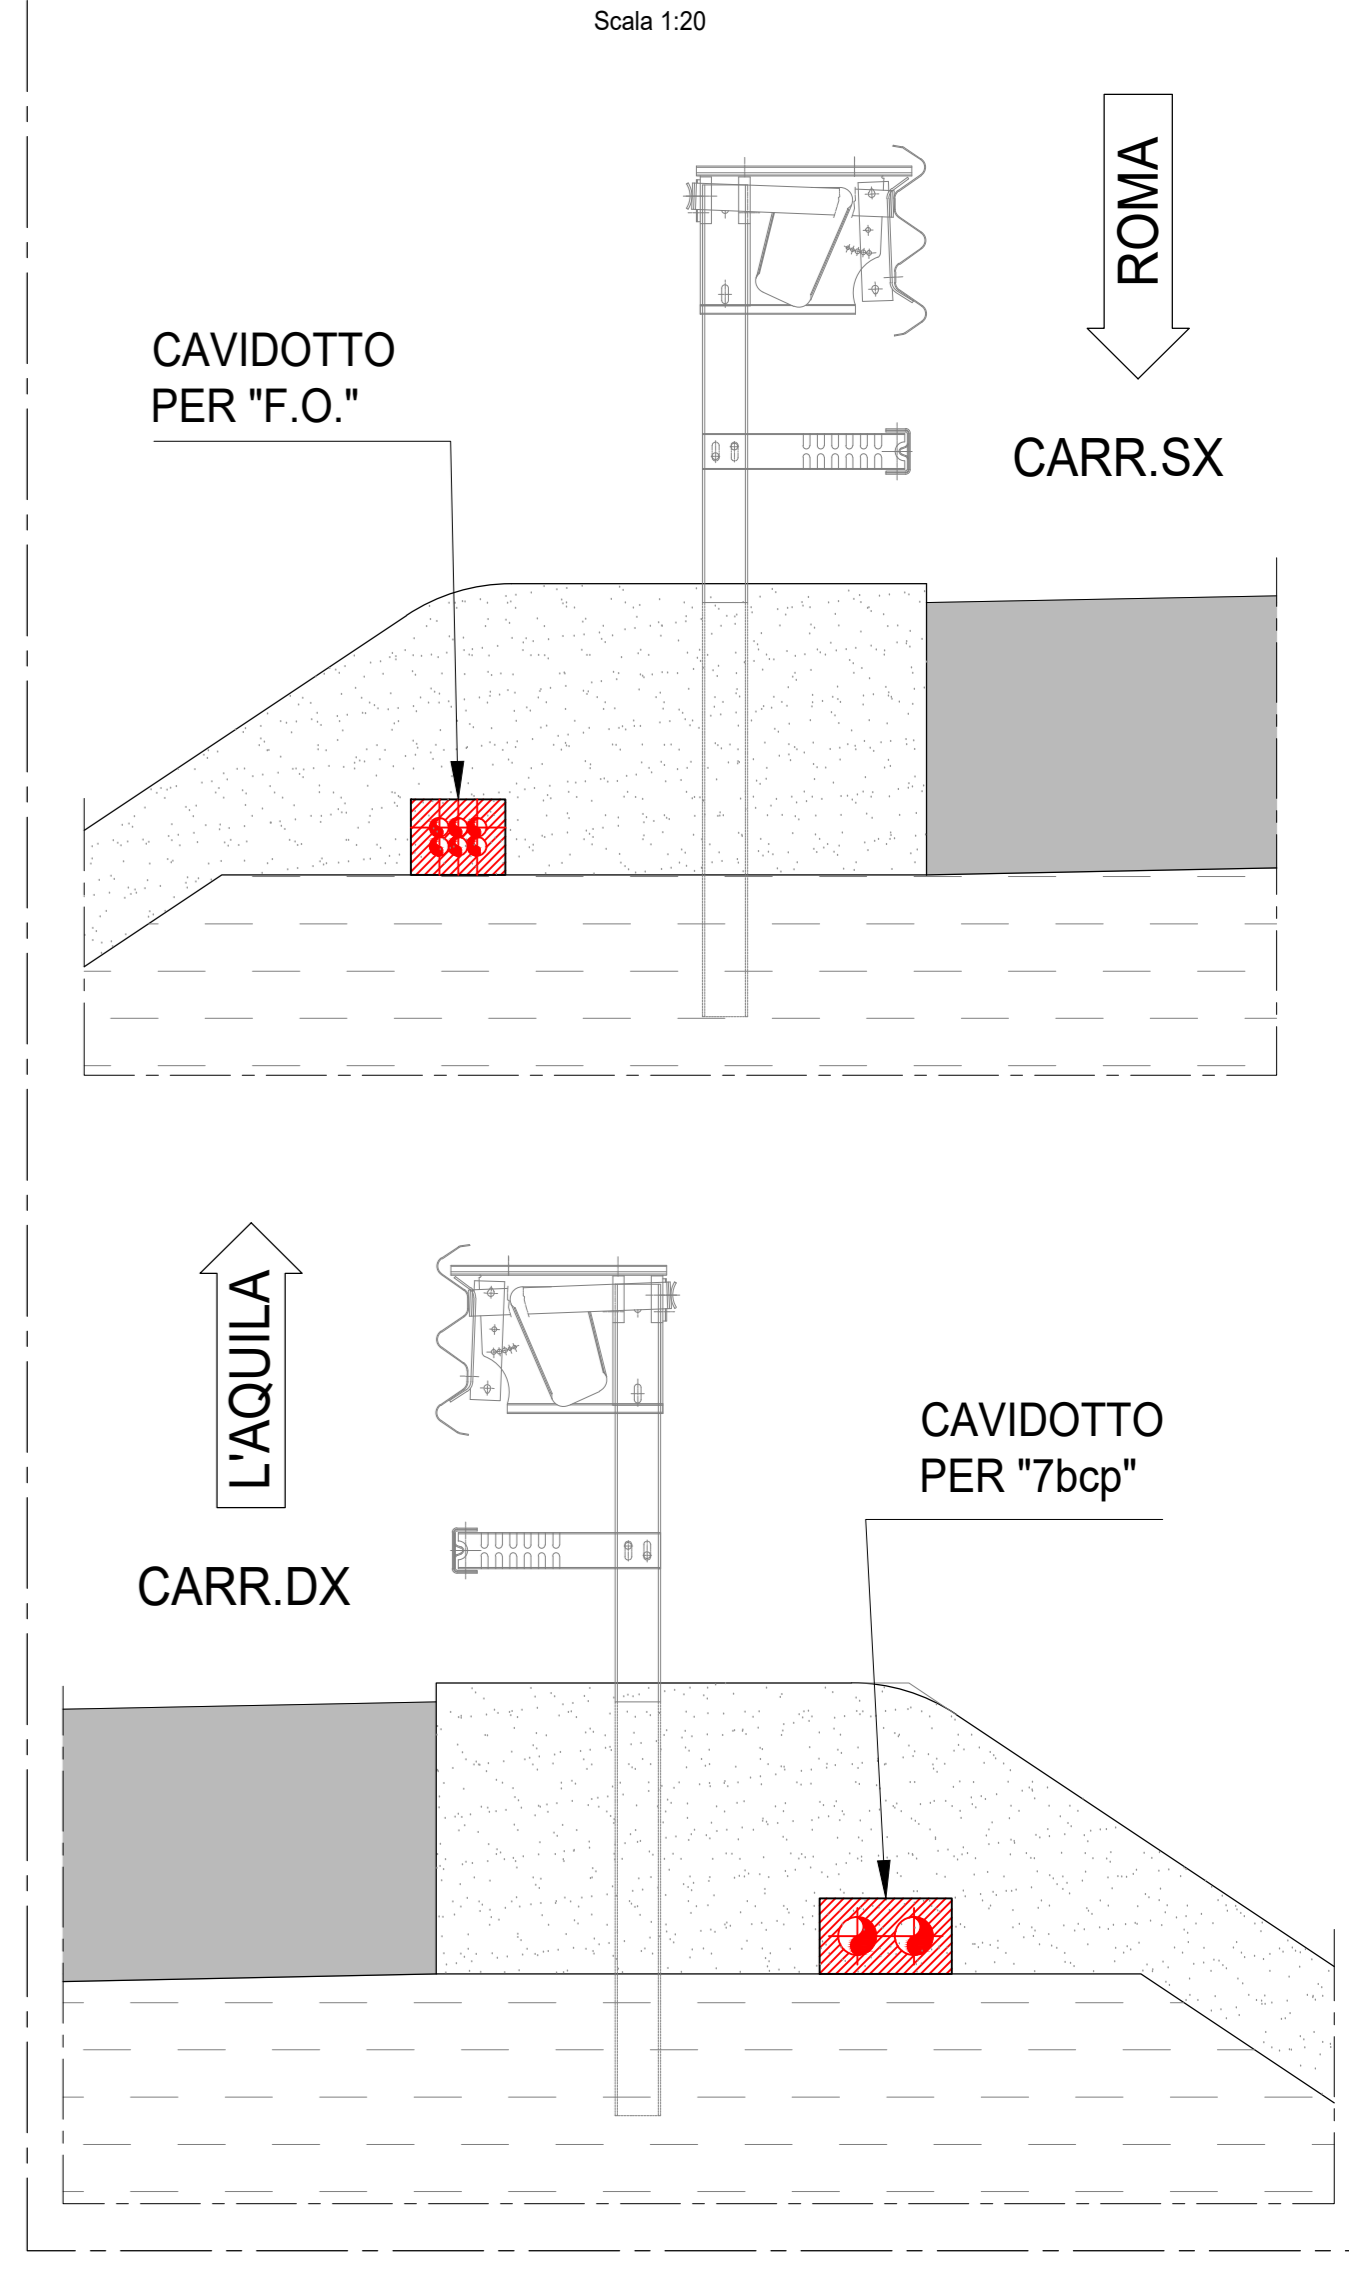 Scala 1:20
ROMA
CAVIDOTTO
PER "F.O."
CARR.SX
L'AQUILA
CAVIDOTTO
PER "7bcp"
CARR.DX